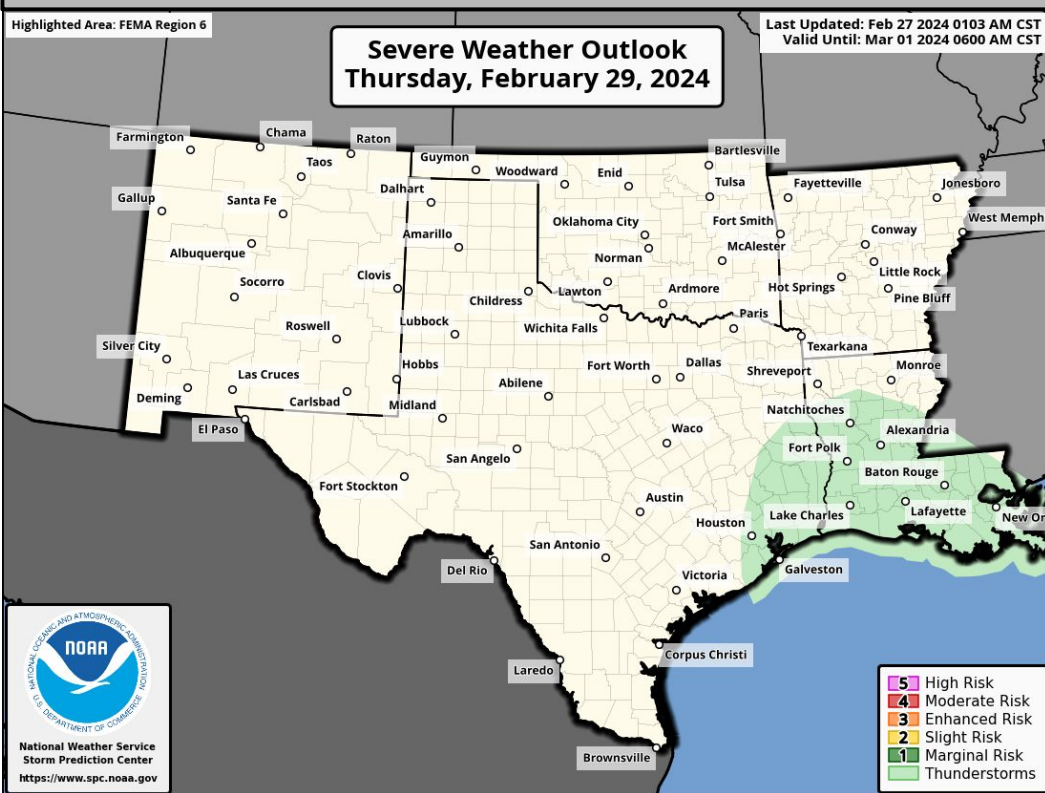 Highlighted Area: FEMA Region 6
Severe Weather Outlook
Thursday, February 29, 2024
Last Updated: Feb 27 2024 0103 AM CST
Valid Until: Mar 01 2024 0600 AM CST
Farmington
Chama
Raton
Taos
Guymon
Woodward
Enid
Bartlesville
Tulsa
Fayetteville
Jonesboro
Gallup
Santa Fe
Dalhart
Oklahoma City
Fort Smith
West Memph
Albuquerque
Amarillo
Norman
McAlester
Conway
Socorro
Clovis
Childress
Lawton
Ardmore
Hot Springs
Little Rock
Pine Bluff
Roswell
Lubbock
Wichita Falls
Paris
Texarkana
Silver City
Las Cruces
Hobbs
Abilene
Fort Worth
Dallas
Shreveport
Monroe
Deming
Carlsbad
Midland
Natchitoches
El Paso
San Angelo
Waco
Fort Polk
Alexandria
Fort Stockton
Baton Rouge
Austin
Houston
Lake Charles
Lafayette
New Or
Del Rio
San Antonio
Victoria
Galveston
Laredo
Corpus Christi
Brownsville
NATIONAL OCEANIC AND ATMOSPHERIC ADMINISTRATION
NOAA
U.S. DEPARTMENT OF COMMERCE
National Weather Service
Storm Prediction Center
https://www.spc.noaa.gov
5 High Risk
4 Moderate Risk
3 Enhanced Risk
2 Slight Risk
1 Marginal Risk
Thunderstorms